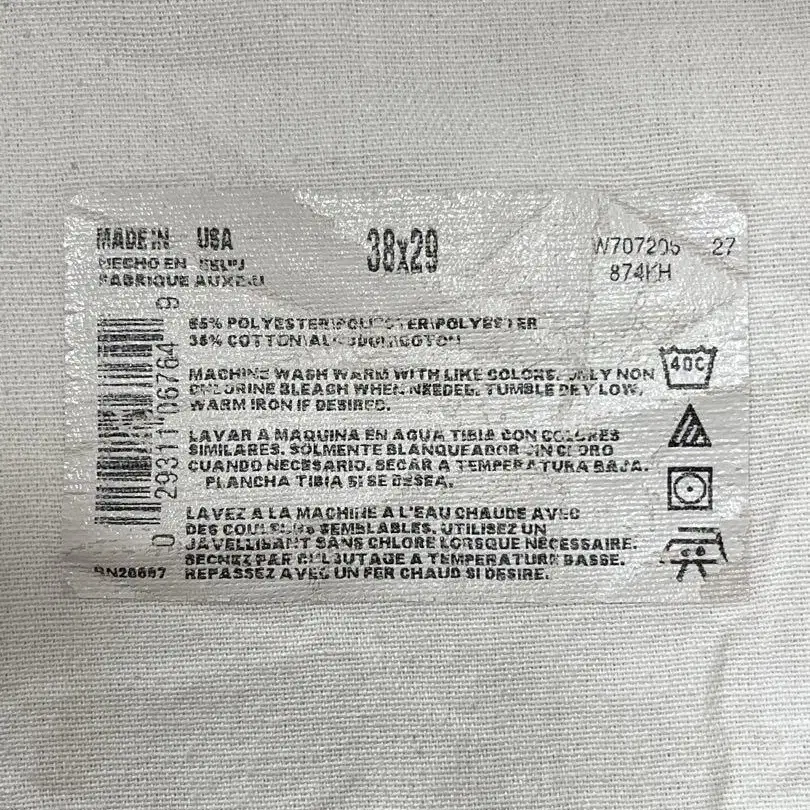 MADE IN USA
38x29
27
HECHO EN
874KH
FABRIQUE
65% POLYESTER\ \POLYESTER
35% COTTON\
MACHINE WASH WARM WITH LIKE COLORS. ONLY NON
CHLORINE BLEACH WHEN NEEDED. TUMBLE DRY LOW,
WARM IRON IF DESIRED.
40C
LAVAR A MAQUINA EN AGUA TIBIA CON COLORES
SIMILARES. SOLMENTE BLANQUEADOR SIN CLORO
CUANDO NECESARIO. SECAR A TEMPERATURA BAJA.
PLANCHA TIBIA SI SE DESEA.
LAVEZ A LA MACHINE A L'EAU CHAUDE AVEC
DES SEMBLABLES. UTILISEZ UN
JAVELLISANT SANS CHLORE LORSQUE NECESSAIRE.
PAR A TEMPERATURE BASSE.
REPASSEZ AVEC UN FER CHAUD SI DESIRE.
0 29311 06764 9